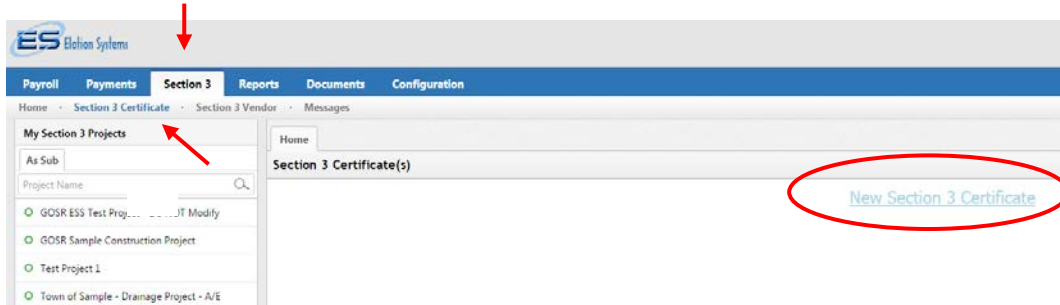 ES Elation Systems
Payroll Payments Section 3 Reports Documents Configuration
Home · Section 3 Certificate · Section 3 Vendor · Messages
My Section 3 Projects
Home
As Sub
Section 3 Certificate(s)
Project Name
New Section 3 Certificate
GOSR ESS Test Modify
GOSR Sample Construction Project
Test Project 1
Town of Sample - Drainage Project - A/E